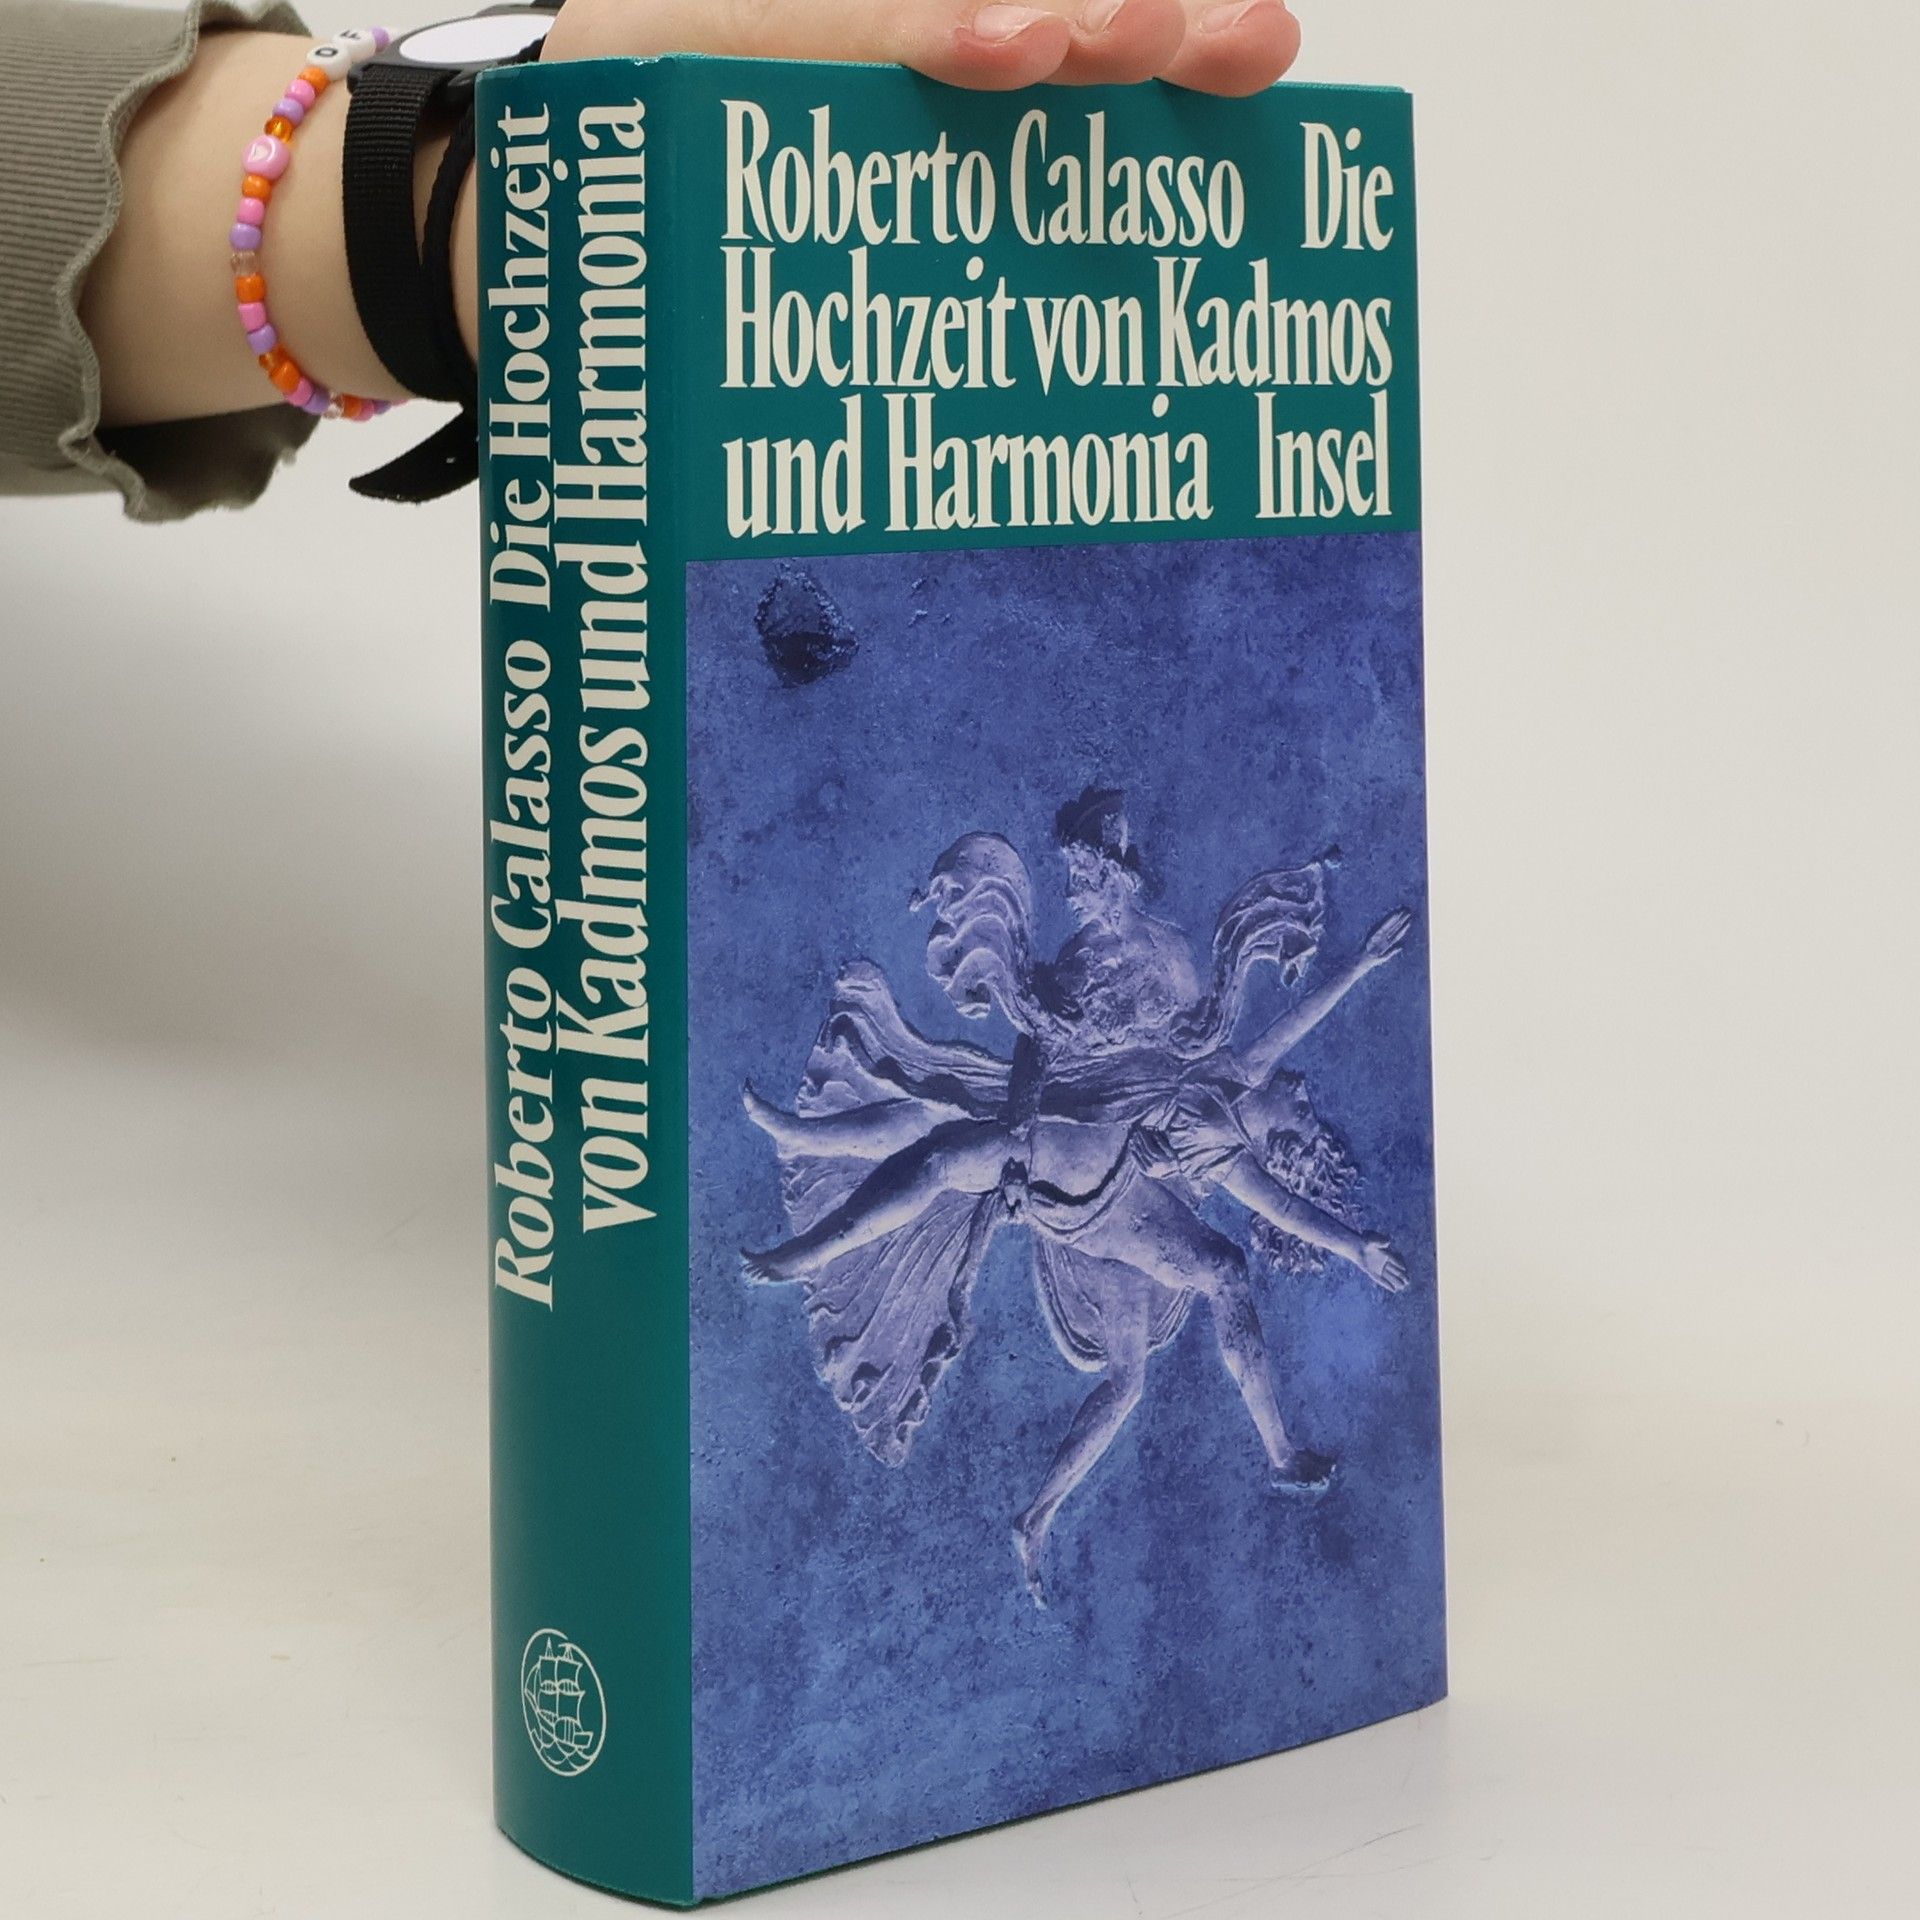 Roberto Calasso Die Hochzeit
von Kadmos und Harmonia
Roberto Calasso Die
Hochzeit von Kadmos
und Harmonia Insel
O F